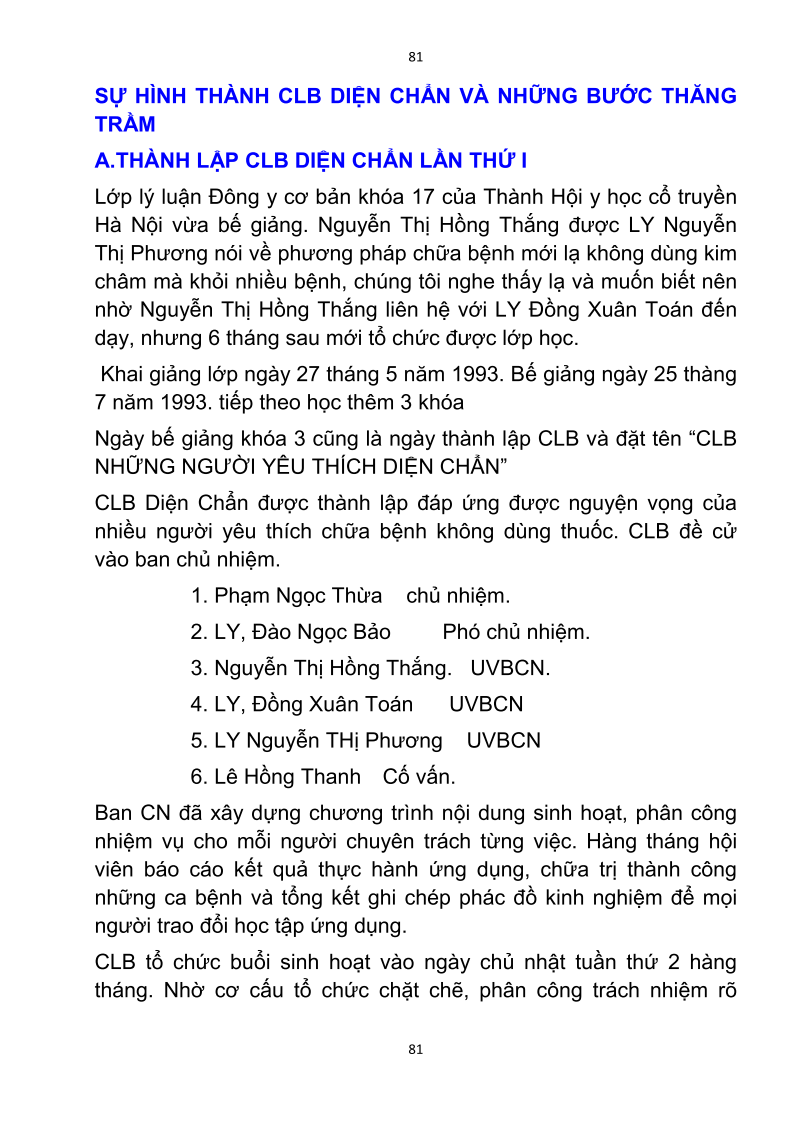 81
SỰ HÌNH THÀNH CLB DIỆN CHẨN VÀ NHỮNG BƯỚC THĂNG
TRẦM
A.THÀNH LẬP CLB DIỆN CHẨN LẦN THỨ I
Lớp lý luận Đông y cơ bản khóa 17 của Thành Hội y học cổ truyền
Hà Nội vừa bế giảng. Nguyễn Thị Hồng Thắng được LY Nguyễn
Thị Phương nói về phương pháp chữa bệnh mới lạ không dùng kim
châm mà khỏi nhiều bệnh, chúng tôi nghe thấy lạ và muốn biết nên
nhờ Nguyễn Thị Hồng Thắng liên hệ với LY Đồng Xuân Toán đến
dạy, nhưng 6 tháng sau mới tổ chức được lớp học.
Khai giảng lớp ngày 27 tháng 5 năm 1993. Bế giảng ngày 25 thàng
7 năm 1993. tiếp theo học thêm 3 khóa
Ngày bế giảng khóa 3 cũng là ngày thành lập CLB và đặt tên “CLB
NHỮNG NGƯỜI YÊU THÍCH DIỆN CHẨN”
CLB Diện Chẩn được thành lập đáp ứng được nguyện vọng của
nhiều người yêu thích chữa bệnh không dùng thuốc. CLB đề cử
vào ban chủ nhiệm.
1. Phạm Ngọc Thừa chủ nhiệm.
2. LY, Đào Ngọc Bảo Phó chủ nhiệm.
3. Nguyễn Thị Hồng Thắng. UVBCN.
4. LY, Đồng Xuân Toán UVBCN
5. LY Nguyễn THị Phương UVBCN
6. Lê Hồng Thanh Cố vấn.
Ban CN đã xây dựng chương trình nội dung sinh hoạt, phân công
nhiệm vụ cho mỗi người chuyên trách từng việc. Hàng tháng hội
viên báo cáo kết quả thực hành ứng dụng, chữa trị thành công
những ca bệnh và tổng kết ghi chép phác đồ kinh nghiệm để mọi
người trao đổi học tập ứng dụng.
CLB tổ chức buổi sinh hoạt vào ngày chủ nhật tuần thứ 2 hàng
tháng. Nhờ cơ cấu tổ chức chặt chẽ, phân công trách nhiệm rõ
81